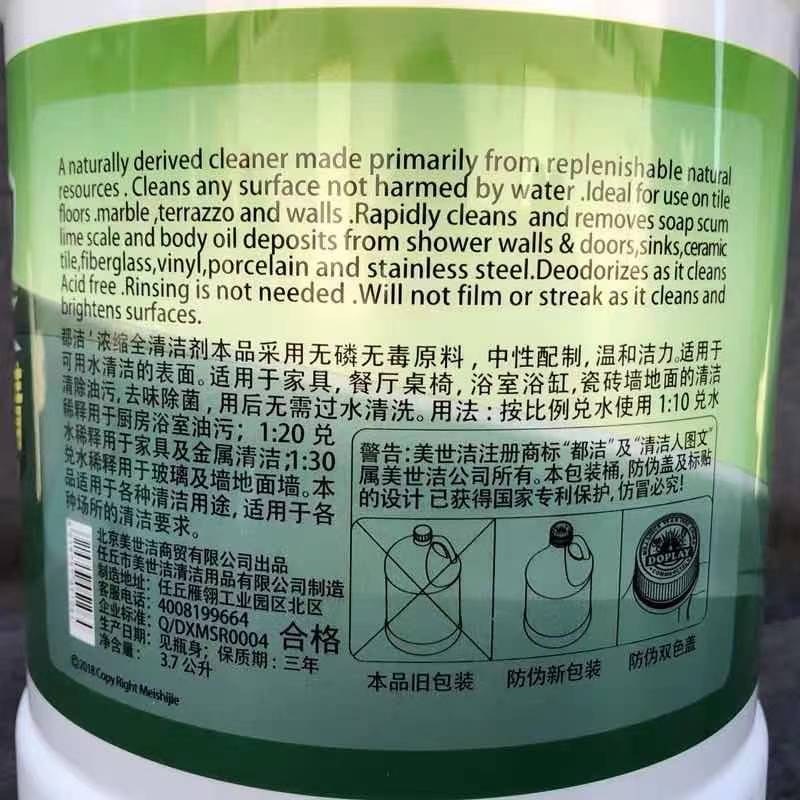 A naturally derived cleaner made primarily from replenishable natural
resources . Cleans any surface not harmed by water .Ideal for use on tile
floors .marble ,terrazzo and walls .Rapidly cleans and removes soap scum
lime scale and body oil deposits from shower walls & doors,sinks,ceramic
tile,fiberglass,vinyl,porcelain and stainless steel.Deodorizes as it cleans
Acid free .Rinsing is not needed .Will not film or streak as it cleans and
brightens surfaces.
都洁'浓缩全清洁剂本品采用无磷无毒原料，中性配制，温和洁力。适用于
可用水清洁的表面。适用于家具，餐厅桌椅，浴室浴缸，瓷砖墙地面的清洁
清除油污，去味除菌，用后无需过水清洗。用法：按比例兑水使用 1:10 兑水
稀释用于厨房浴室油污；1:20 兑
水稀释用于家具及金属清洁;1:30
兑水稀释用于玻璃及墙地面墙。本
品适用于各种清洁用途，适用于各
种场所的清洁要求。
警告：美世洁注册商标“都洁”及“清洁人图文”
属美世洁公司所有。本包装桶，防伪盖及标贴
的设计 已获得国家专利保护，仿冒必究！
北京美世洁商贸有限公司出品
任丘市美世洁清洁用品有限公司制造
制造地址：任丘雁翎工业园区北区
客服电话：4008199664
企业标准：Q/DXMSR0004 合格
生产日期：见瓶身；保质期：三年
净含量：3.7 公升
©2018 Copy Right Meishijie
DOPLAY
本品旧包装
防伪新包装
防伪双色盖